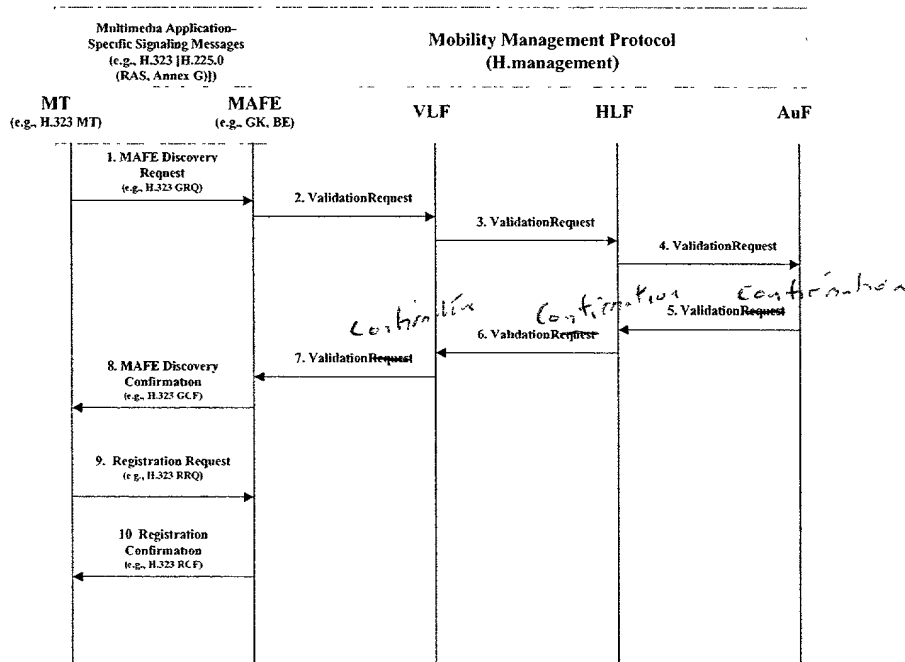 Multimedia Application-
Specific Signaling Messages
(e.g., H.323 [H.225.0
(RAS, Annex G)])
Mobility Management Protocol
(H.management)
MT
(e.g., H.323 MT)
MAFE
(e.g., GK, BE)
VLF
HLF
AuF
1. MAFE Discovery
Request
(e.g., H.323 GRQ)
2. ValidationRequest
3. ValidationRequest
4. ValidationRequest
Confirmation
5. ValidationRequest
Confirmation
6. ValidationRequest
Confirmation
7. ValidationRequest
8. MAFE Discovery
Confirmation
(e.g., H.323 GCF)
9. Registration Request
(e.g., H.323 RRQ)
10 Registration
Confirmation
(e.g., H.323 RCF)